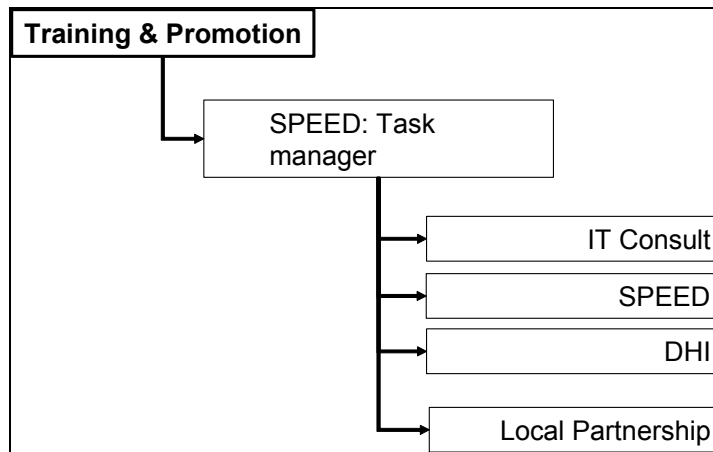 Training & Promotion
SPEED: Task
manager
IT Consult
SPEED
DHI
Local Partnership